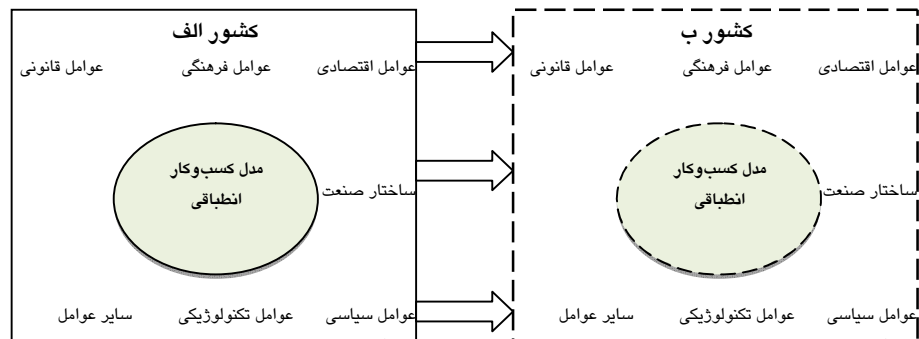 کشور الف
عوامل اقتصادی
عوامل فرهنگی
عوامل قانونی
مدل کسب‌وکار
انطباقی
ساختار صنعت
عوامل سیاسی
عوامل تکنولوژیکی
سایر عوامل
کشور ب
عوامل اقتصادی
عوامل فرهنگی
عوامل قانونی
مدل کسب‌وکار
انطباقی
ساختار صنعت
عوامل سیاسی
عوامل تکنولوژیکی
سایر عوامل